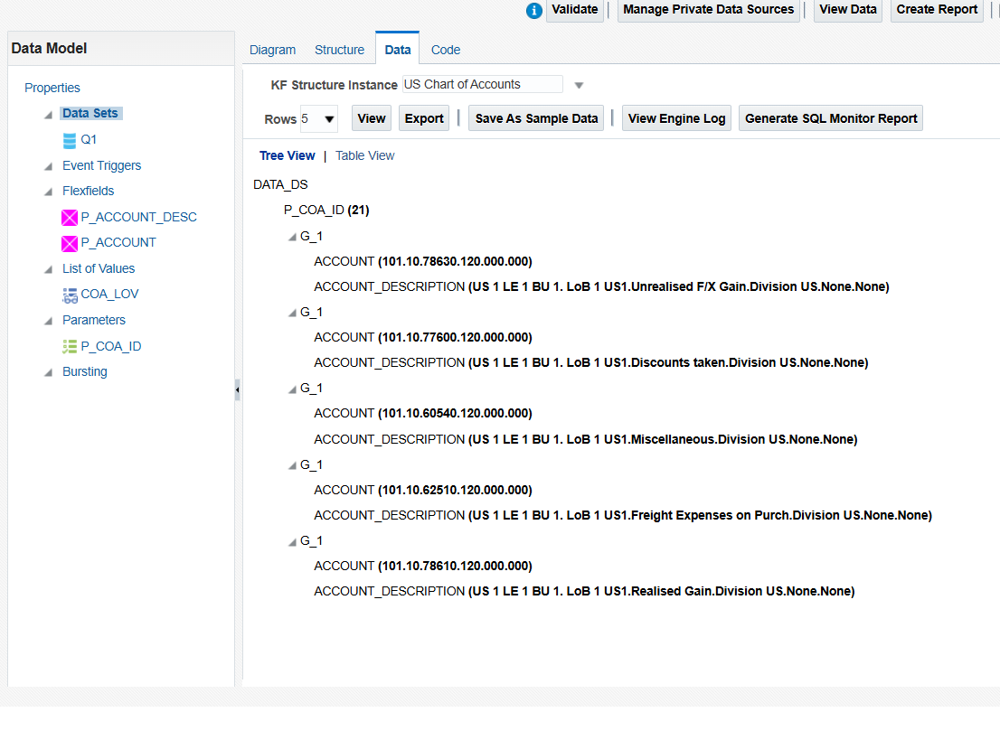 Validate | Manage Private Data Sources | View Data Create Report |
Data Model
Diagram Structure Data Code
Properties
Data Sets
Q1
Event Triggers
Flexfields
P_ACCOUNT_DESC
P_ACCOUNT
List of Values
COA_LOV
Parameters
P_COA_ID
Bursting
KF Structure Instance US Chart of Accounts
Rows 5 View Export | Save As Sample Data | View Engine Log Generate SQL Monitor Report
Tree View | Table View
DATA_DS
P_COA_ID (21)
G_1
ACCOUNT (101.10.78630.120.000.000)
ACCOUNT_DESCRIPTION (US 1 LE 1 BU 1. LoB 1 US1.Unrealised F/X Gain.Division US.None.None)
G_1
ACCOUNT (101.10.77600.120.000.000)
ACCOUNT_DESCRIPTION (US 1 LE 1 BU 1. LoB 1 US1.Discounts taken.Division US.None.None)
G_1
ACCOUNT (101.10.60540.120.000.000)
ACCOUNT_DESCRIPTION (US 1 LE 1 BU 1. LoB 1 US1.Miscellaneous.Division US.None.None)
G_1
ACCOUNT (101.10.62510.120.000.000)
ACCOUNT_DESCRIPTION (US 1 LE 1 BU 1. LoB 1 US1.Freight Expenses on Purch.Division US.None.None)
G_1
ACCOUNT (101.10.78610.120.000.000)
ACCOUNT_DESCRIPTION (US 1 LE 1 BU 1. LoB 1 US1.Realised Gain.Division US.None.None)